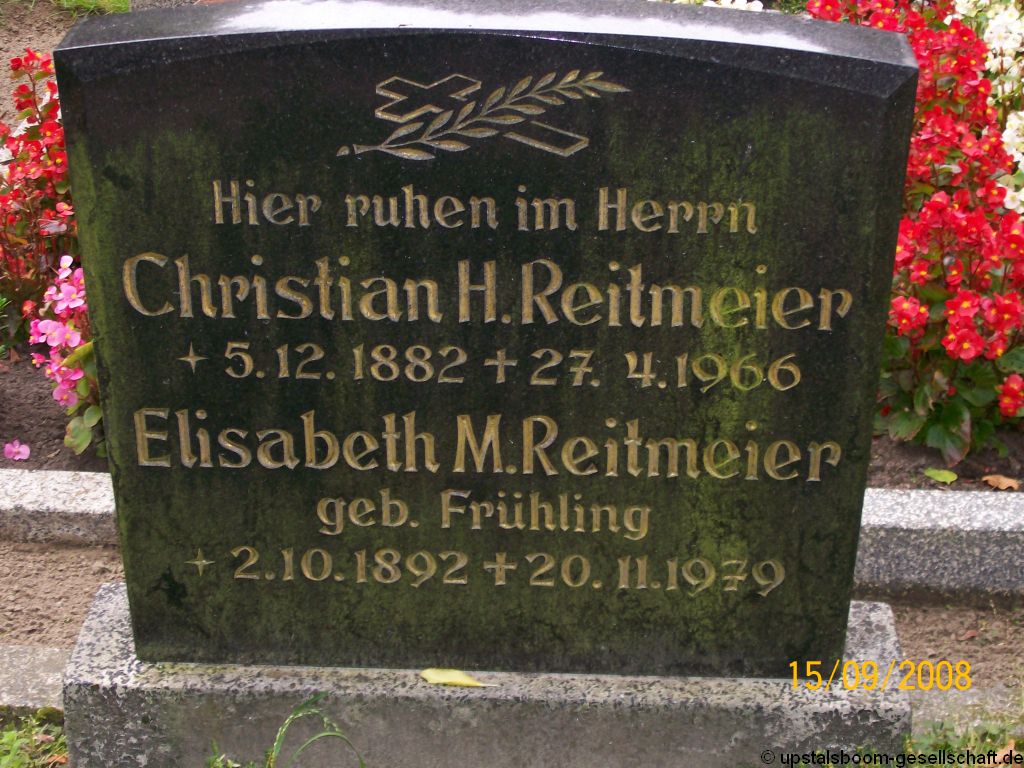 Hier ruhen im Herrn
Christian H. Reitmeier
✦ 5.12.1882 ✝ 27.4.1966
Elisabeth M. Reitmeier
geb. Frühling
✦ 2.10.1892 ✝ 20.11.1979
15/09/2008
© upstalsboom-gesellschaft.de